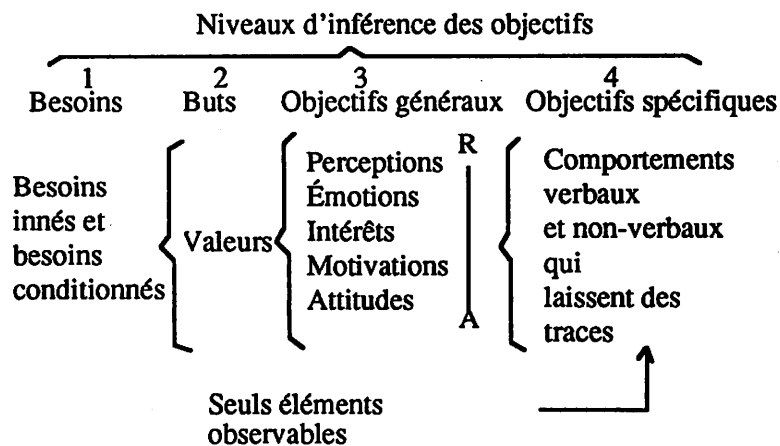 Niveaux d'inférence des objectifs
1 2 3 4
Besoins Buts Objectifs généraux Objectifs spécifiques
Besoins
innés et
besoins
conditionnés
Valeurs
Perceptions
Émotions
Intérêts
Motivations
Attitudes
R
A
Comportements
verbaux
et non-verbaux
qui
laissent des
traces
Seuls éléments
observables